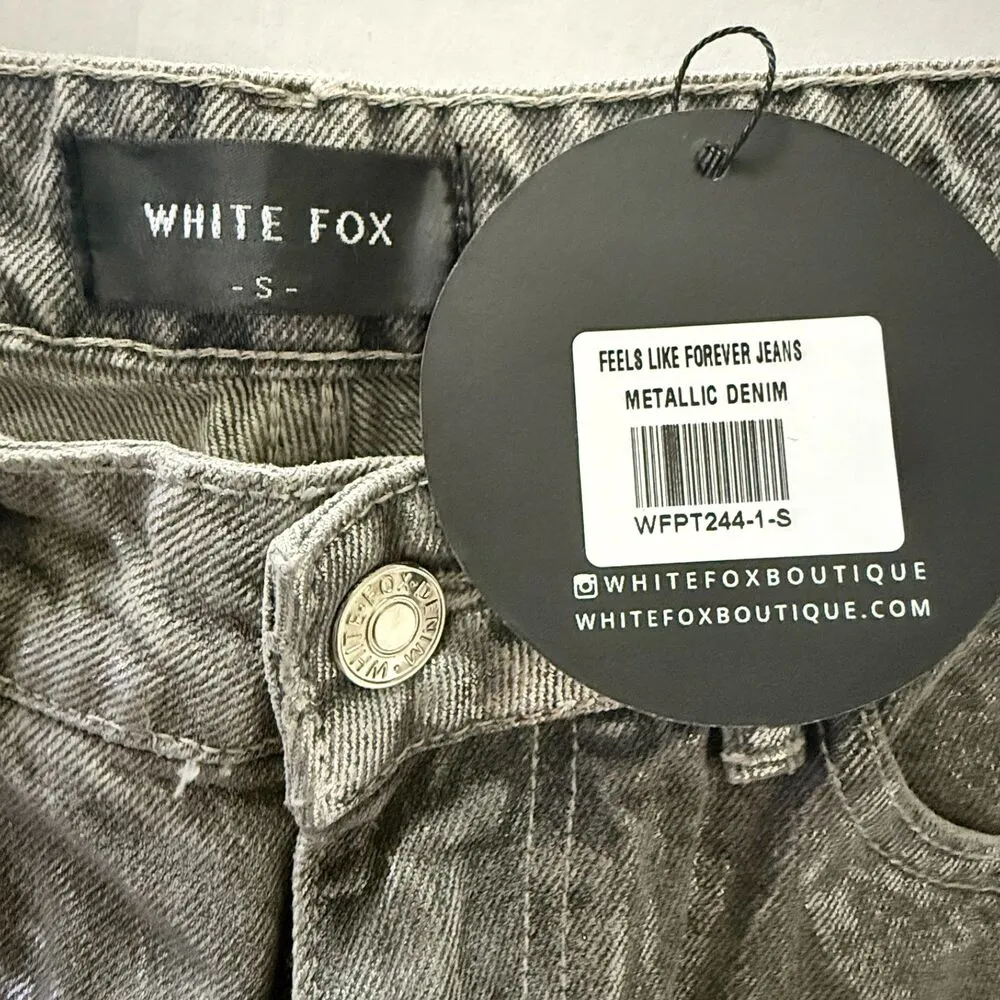 WHITE FOX
- S -
FEELS LIKE FOREVER JEANS
METALLIC DENIM
WFPT244-1-S
WHITEFOXBOUTIQUE
WHITEFOXBOUTIQUE.COM
WHITE·FOX·DENIM·